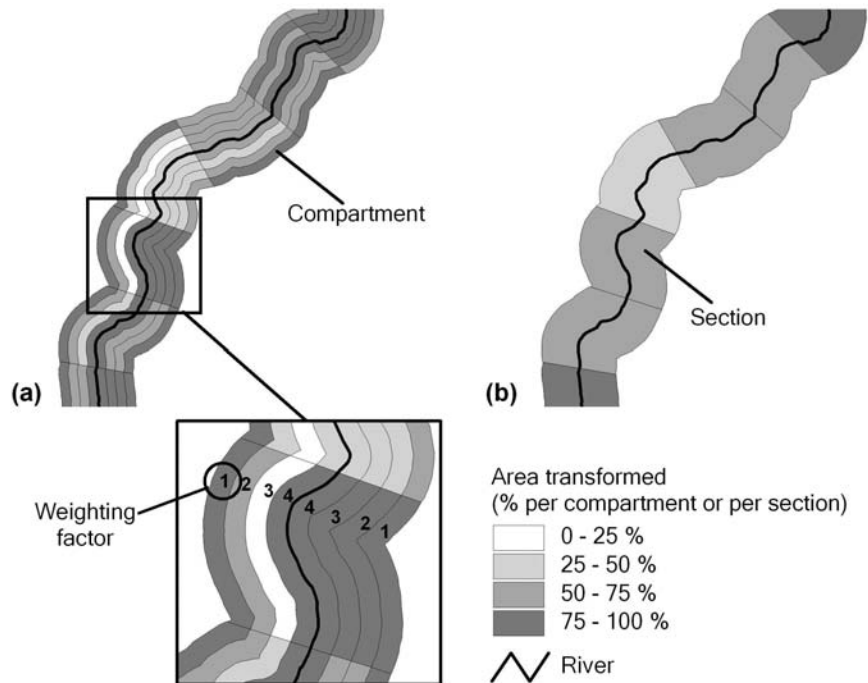 Compartment
(a)
Weighting
factor
1 2 3 4 4 3 2 1
(b)
Section
Area transformed
(% per compartment or per section)
0 - 25 %
25 - 50 %
50 - 75 %
75 - 100 %
River